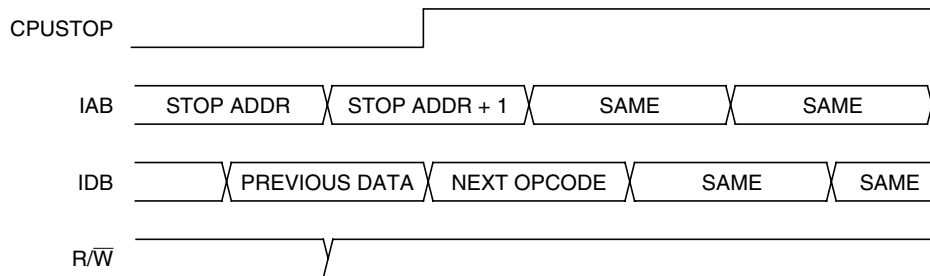 CPUSTOP
IAB STOP ADDR STOP ADDR + 1 SAME SAME
IDB PREVIOUS DATA NEXT OPCODE SAME SAME
R/W̅